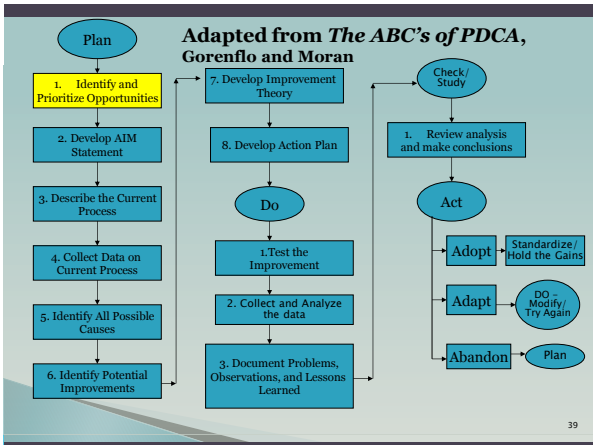 Adapted from The ABC's of PDCA,
Gorenflo and Moran
Plan
1. Identify and
Prioritize Opportunities
2. Develop AIM
Statement
3. Describe the Current
Process
4. Collect Data on
Current Process
5. Identify All Possible
Causes
6. Identify Potential
Improvements
7. Develop Improvement
Theory
8. Develop Action Plan
Do
1.Test the
Improvement
2. Collect and Analyze
the data
3. Document Problems,
Observations, and Lessons
Learned
Check/
Study
1. Review analysis
and make conclusions
Act
Adopt
Standardize/
Hold the Gains
Adapt
DO –
Modify/
Try Again
Abandon
Plan
39